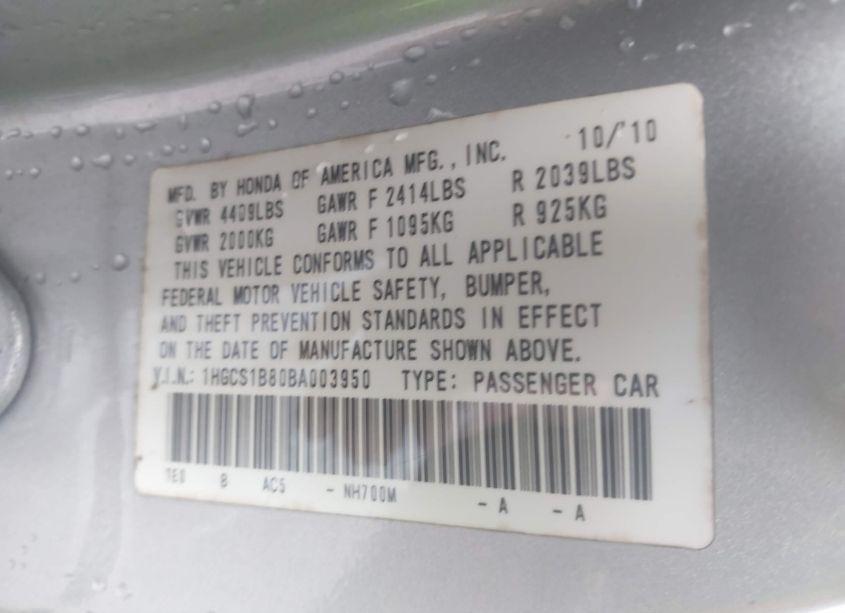 10/'10
MFD. BY HONDA OF AMERICA MFG., INC.
GVWR 4409LBS GAWR F 2414LBS R 2039LBS
GVWR 2000KG GAWR F 1095KG R 925KG
THIS VEHICLE CONFORMS TO ALL APPLICABLE
FEDERAL MOTOR VEHICLE SAFETY, BUMPER,
AND THEFT PREVENTION STANDARDS IN EFFECT
ON THE DATE OF MANUFACTURE SHOWN ABOVE.
V.I.N.: 1HGCS1B80BA003950 TYPE: PASSENGER CAR
TE0 B AC5 - NH700M - A - A